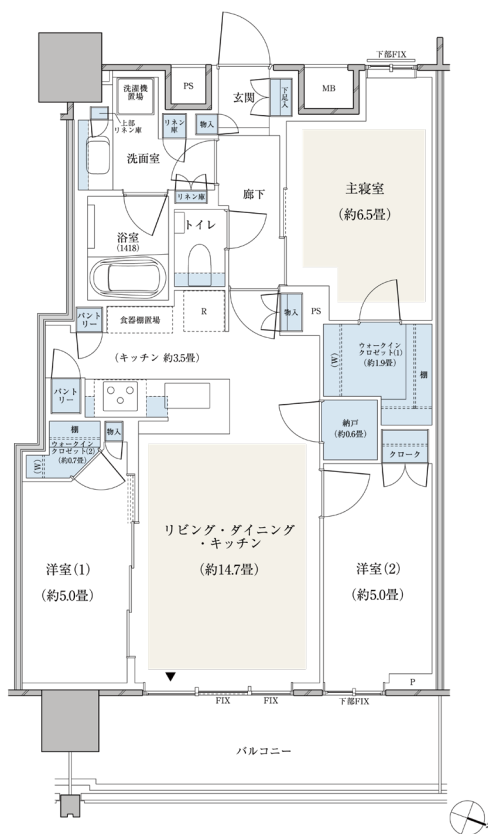 下部FIX
洗濯機
置場
PS
玄関
下足入
MB
上部
リネン庫
リネン
庫
物入
洗面室
リネン庫
廊下
主寝室
(約6.5畳)
浴室
(1418)
トイレ
パント
リー
食器棚置場
R
物入
PS
(キッチン 約3.5畳)
(W)
ウォークイン
クロゼット(1)
(約1.9畳)
棚
パント
リー
棚
物入
ウォークイン
クロゼット(2)
(W)
(約0.7畳)
納戸
(約0.6畳)
クローク
リビング・ダイニング
・キッチン
(約14.7畳)
洋室(1)
(約5.0畳)
洋室(2)
(約5.0畳)
P
FIX
FIX
下部FIX
バルコニー